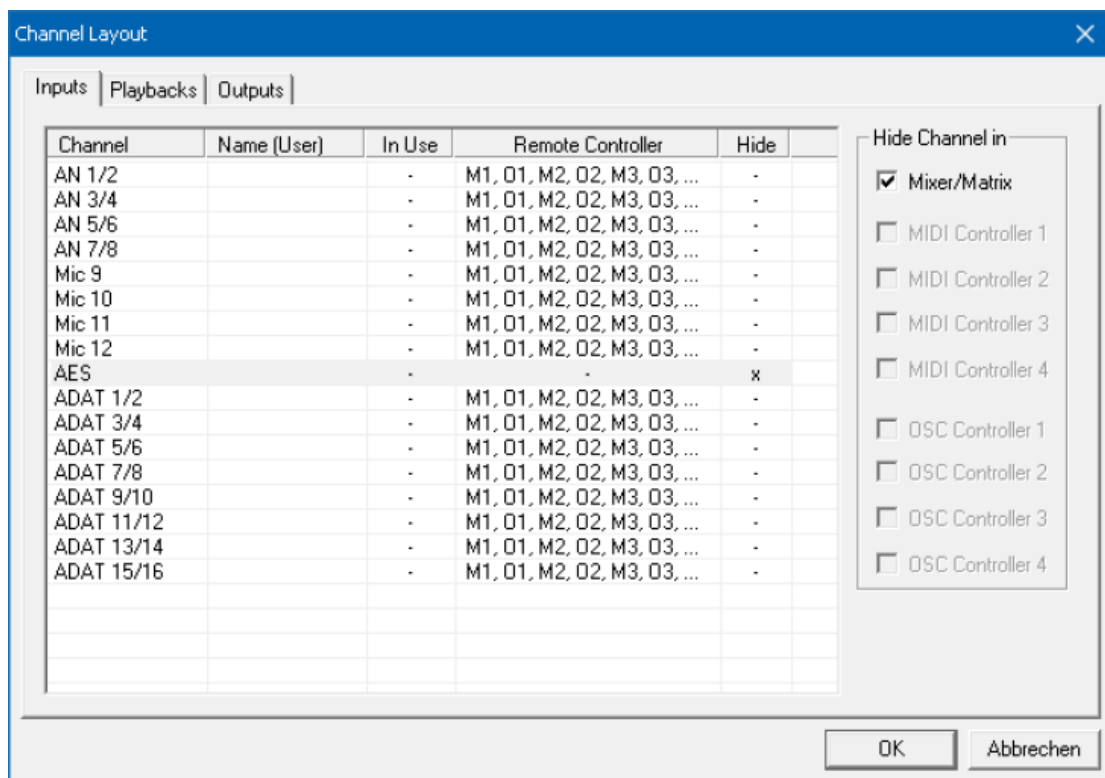 Channel Layout
Inputs Playbacks Outputs
Channel Name (User) In Use Remote Controller Hide
AN 1/2 - M1, O1, M2, O2, M3, O3, ... -
AN 3/4 - M1, O1, M2, O2, M3, O3, ... -
AN 5/6 - M1, O1, M2, O2, M3, O3, ... -
AN 7/8 - M1, O1, M2, O2, M3, O3, ... -
Mic 9 - M1, O1, M2, O2, M3, O3, ... -
Mic 10 - M1, O1, M2, O2, M3, O3, ... -
Mic 11 - M1, O1, M2, O2, M3, O3, ... -
Mic 12 - M1, O1, M2, O2, M3, O3, ... -
AES - - x
ADAT 1/2 - M1, O1, M2, O2, M3, O3, ... -
ADAT 3/4 - M1, O1, M2, O2, M3, O3, ... -
ADAT 5/6 - M1, O1, M2, O2, M3, O3, ... -
ADAT 7/8 - M1, O1, M2, O2, M3, O3, ... -
ADAT 9/10 - M1, O1, M2, O2, M3, O3, ... -
ADAT 11/12 - M1, O1, M2, O2, M3, O3, ... -
ADAT 13/14 - M1, O1, M2, O2, M3, O3, ... -
ADAT 15/16 - M1, O1, M2, O2, M3, O3, ... -
Hide Channel in
Mixer/Matrix
MIDI Controller 1
MIDI Controller 2
MIDI Controller 3
MIDI Controller 4
OSC Controller 1
OSC Controller 2
OSC Controller 3
OSC Controller 4
OK Abbrechen